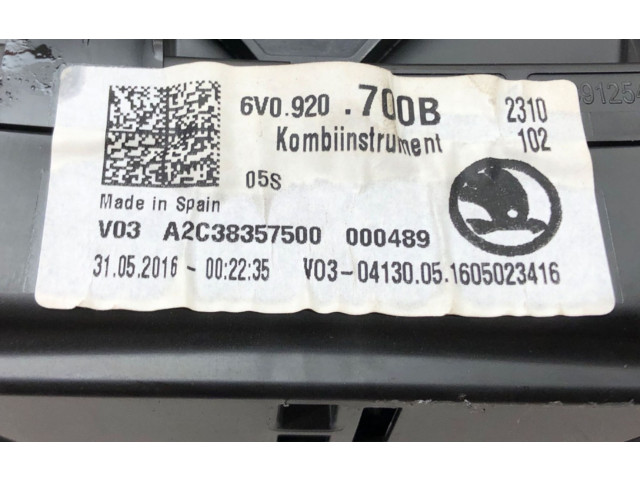 6V0.920 .700B 2310
Kombiinstrument 102
05S
Made in Spain
V03 A2C38357500 000489
31.05.2016 - 00:22:35 V03-04130.05.1605023416